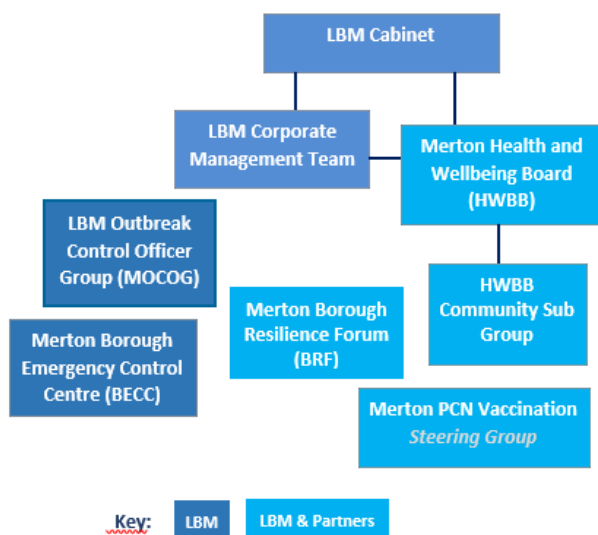 LBM Cabinet
LBM Corporate
Management Team
Merton Health and
Wellbeing Board
(HWBB)
LBM Outbreak
Control Officer
Group (MOCOG)
HWBB
Community Sub
Group
Merton Borough
Resilience Forum
(BRF)
Merton Borough
Emergency Control
Centre (BECC)
Merton PCN Vaccination
Steering Group
Key:
LBM
LBM & Partners